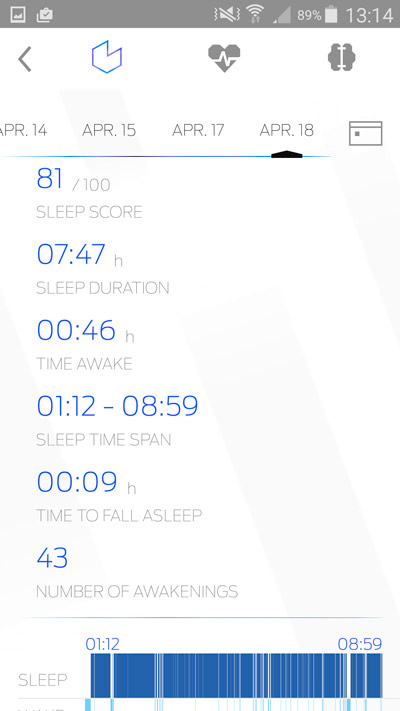 89% 13:14
APR. 14 APR. 15 APR. 17 APR. 18
81 /100
SLEEP SCORE
07:47 h
SLEEP DURATION
00:46 h
TIME AWAKE
01:12 - 08:59
SLEEP TIME SPAN
00:09 h
TIME TO FALL ASLEEP
43
NUMBER OF AWAKENINGS
01:12 08:59
SLEEP